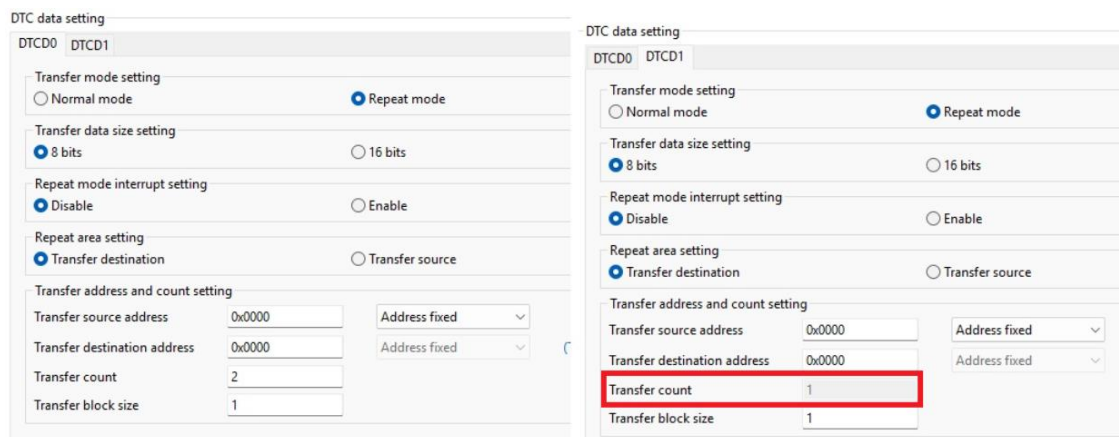 DTC data setting
DTCD0 DTCD1
Transfer mode setting
Normal mode Repeat mode
Transfer data size setting
8 bits 16 bits
Repeat mode interrupt setting
Disable Enable
Repeat area setting
Transfer destination Transfer source
Transfer address and count setting
Transfer source address 0x0000 Address fixed
Transfer destination address 0x0000 Address fixed (
Transfer count 2
Transfer block size 1
DTC data setting
DTCD0 DTCD1
Transfer mode setting
Normal mode Repeat mode
Transfer data size setting
8 bits 16 bits
Repeat mode interrupt setting
Disable Enable
Repeat area setting
Transfer destination Transfer source
Transfer address and count setting
Transfer source address 0x0000 Address fixed
Transfer destination address 0x0000 Address fixed
Transfer count 1
Transfer block size 1